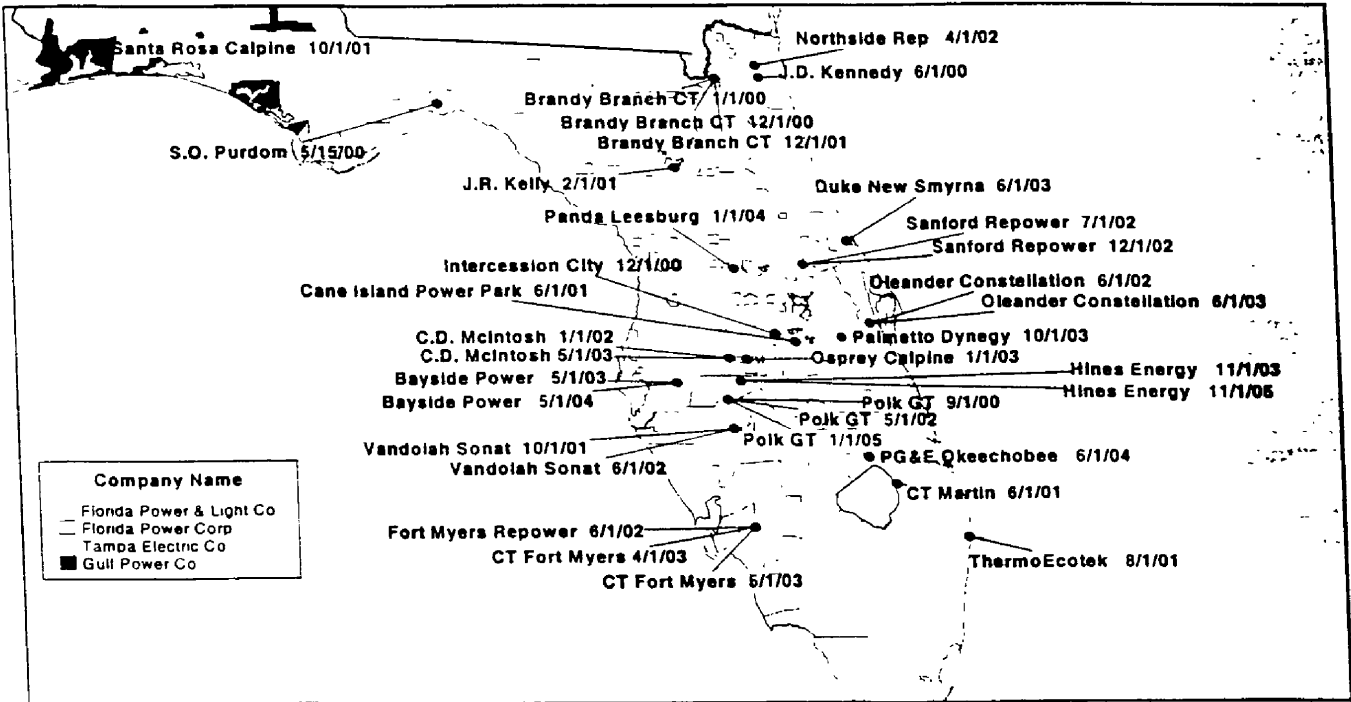 Santa Rosa Calpine 10/1/01
Northside Rep 4/1/02
J.D. Kennedy 6/1/00
Brandy Branch CT 1/1/00
Brandy Branch CT 12/1/00
Brandy Branch CT 12/1/01
S.O. Purdom 5/15/00
J.R. Kelly 2/1/01
Duke New Smyrna 6/1/03
Panda Leesburg 1/1/04
Sanford Repower 7/1/02
Sanford Repower 12/1/02
Intercession City 12/1/00
Cane Island Power Park 6/1/01
Oleander Constellation 6/1/02
Oleander Constellation 6/1/03
C.D. McIntosh 1/1/02
Palmetto Dynegy 10/1/03
C.D. McIntosh 5/1/03
Osprey Calpine 1/1/03
Bayside Power 5/1/03
Hines Energy 11/1/03
Bayside Power 5/1/04
Hines Energy 11/1/05
Polk GT 9/1/00
Polk GT 5/1/02
Polk GT 1/1/05
Vandolah Sonat 10/1/01
Vandolah Sonat 6/1/02
PG&E Okeechobee 6/1/04
CT Martin 6/1/01
Company Name
Florida Power & Light Co
Florida Power Corp
Tampa Electric Co
Gulf Power Co
Fort Myers Repower 6/1/02
CT Fort Myers 4/1/03
CT Fort Myers 5/1/03
ThermoEcotek 8/1/01